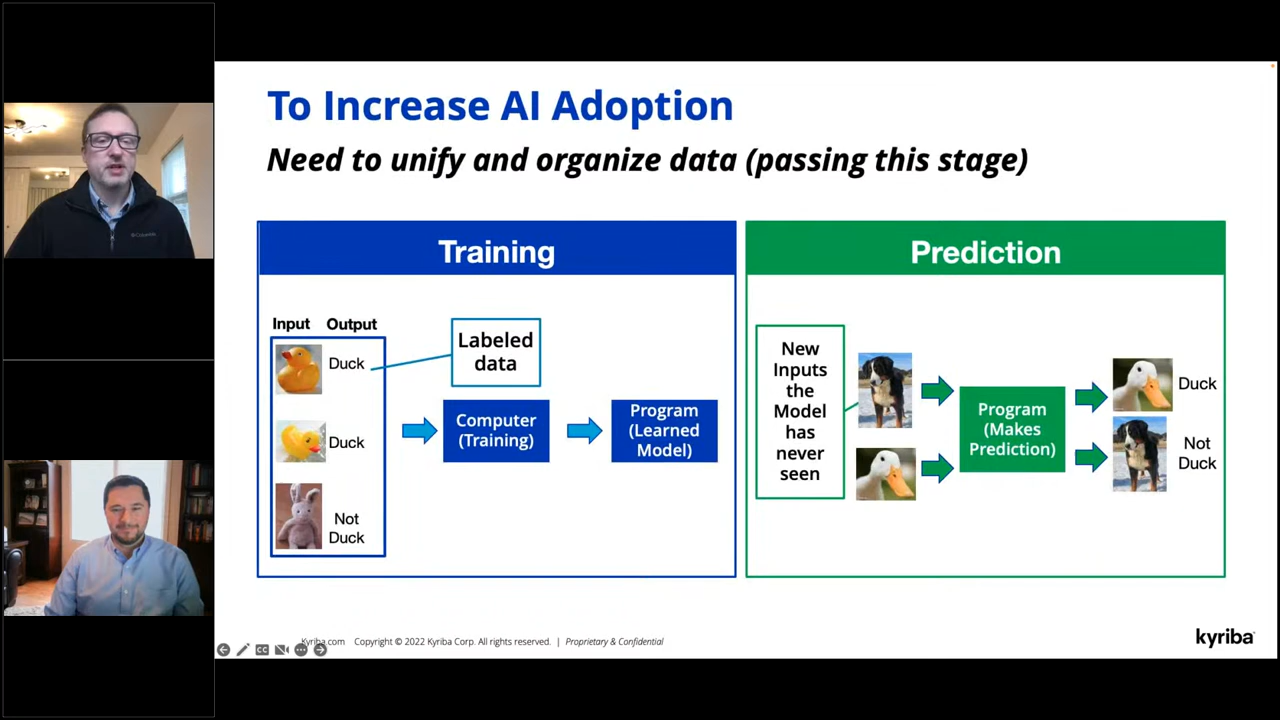 To Increase AI Adoption
Need to unify and organize data (passing this stage)
Training
Input Output
Duck
Duck
Not
Duck
Labeled
data
Computer
(Training)
Program
(Learned
Model)
Prediction
New
Inputs
the
Model
has
never
seen
Program
(Makes
Prediction)
Duck
Not
Duck
Kyriba.com Copyright © 2022 Kyriba Corp. All rights reserved. | Proprietary & Confidential
kyriba